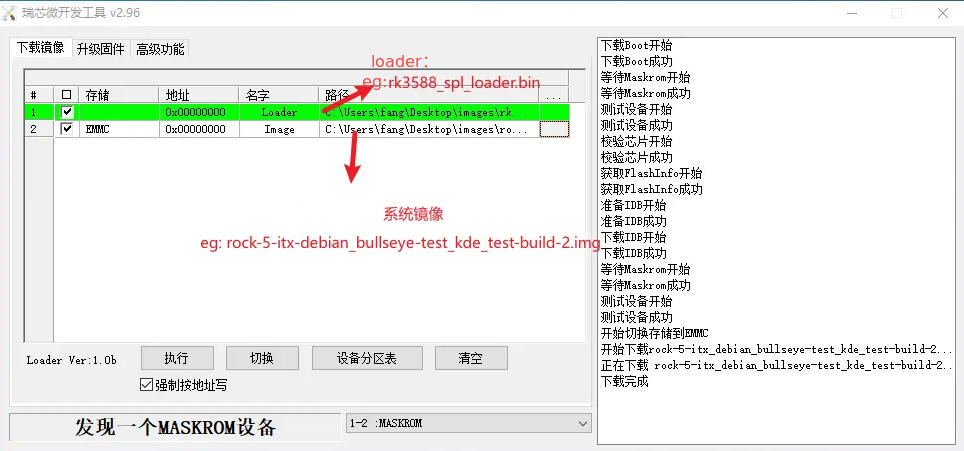 瑞芯微开发工具 v2.96
下载镜像 升级固件 高级功能
loader：
eg:rk3588_spl_loader.bin
# 存储 地址 名字 路径 ...
1 0x00000000 Loader C:\Users\fang\Desktop\images\rk...
2 EMMC 0x00000000 Image C:\Users\fang\Desktop\images\ro...
系统镜像
eg: rock-5-itx-debian_bullseye-test_kde_test-build-2.img
Loader Ver:1.0b 执行 切换 设备分区表 清空
强制按地址写
发现一个MASKROM设备 1-2 :MASKROM
下载Boot开始
下载Boot成功
等待Maskrom开始
等待Maskrom成功
测试设备开始
测试设备成功
校验芯片开始
校验芯片成功
获取FlashInfo开始
获取FlashInfo成功
准备IDB开始
准备IDB成功
下载IDB开始
下载IDB成功
等待Maskrom开始
等待Maskrom成功
测试设备开始
测试设备成功
开始切换存储到EMMC
开始下载rock-5-itx_debian_bullseye-test_kde_test-build-2...
正在下载 rock-5-itx_debian_bullseye-test_kde_test-build-2..
下载完成